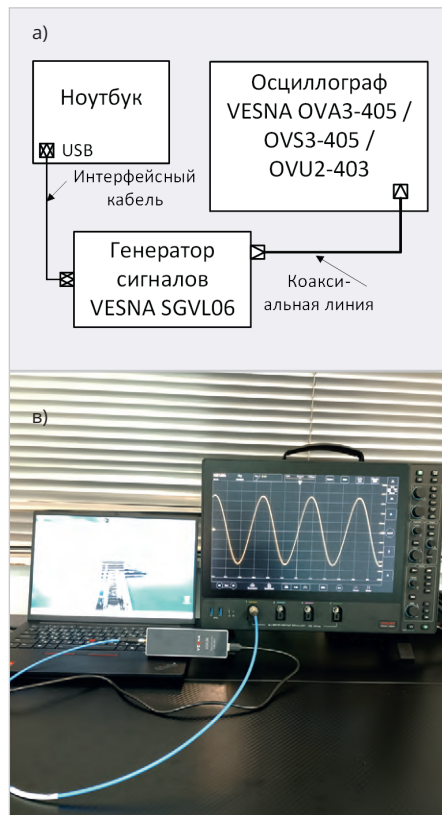 а)
Ноутбук
USB
Интерфейсный
кабель
Осциллограф
VESNA OVA3-405 /
OVS3-405 /
OVU2-403
Генератор
сигналов
VESNA SGVL06
Коакси-
альная линия
в)